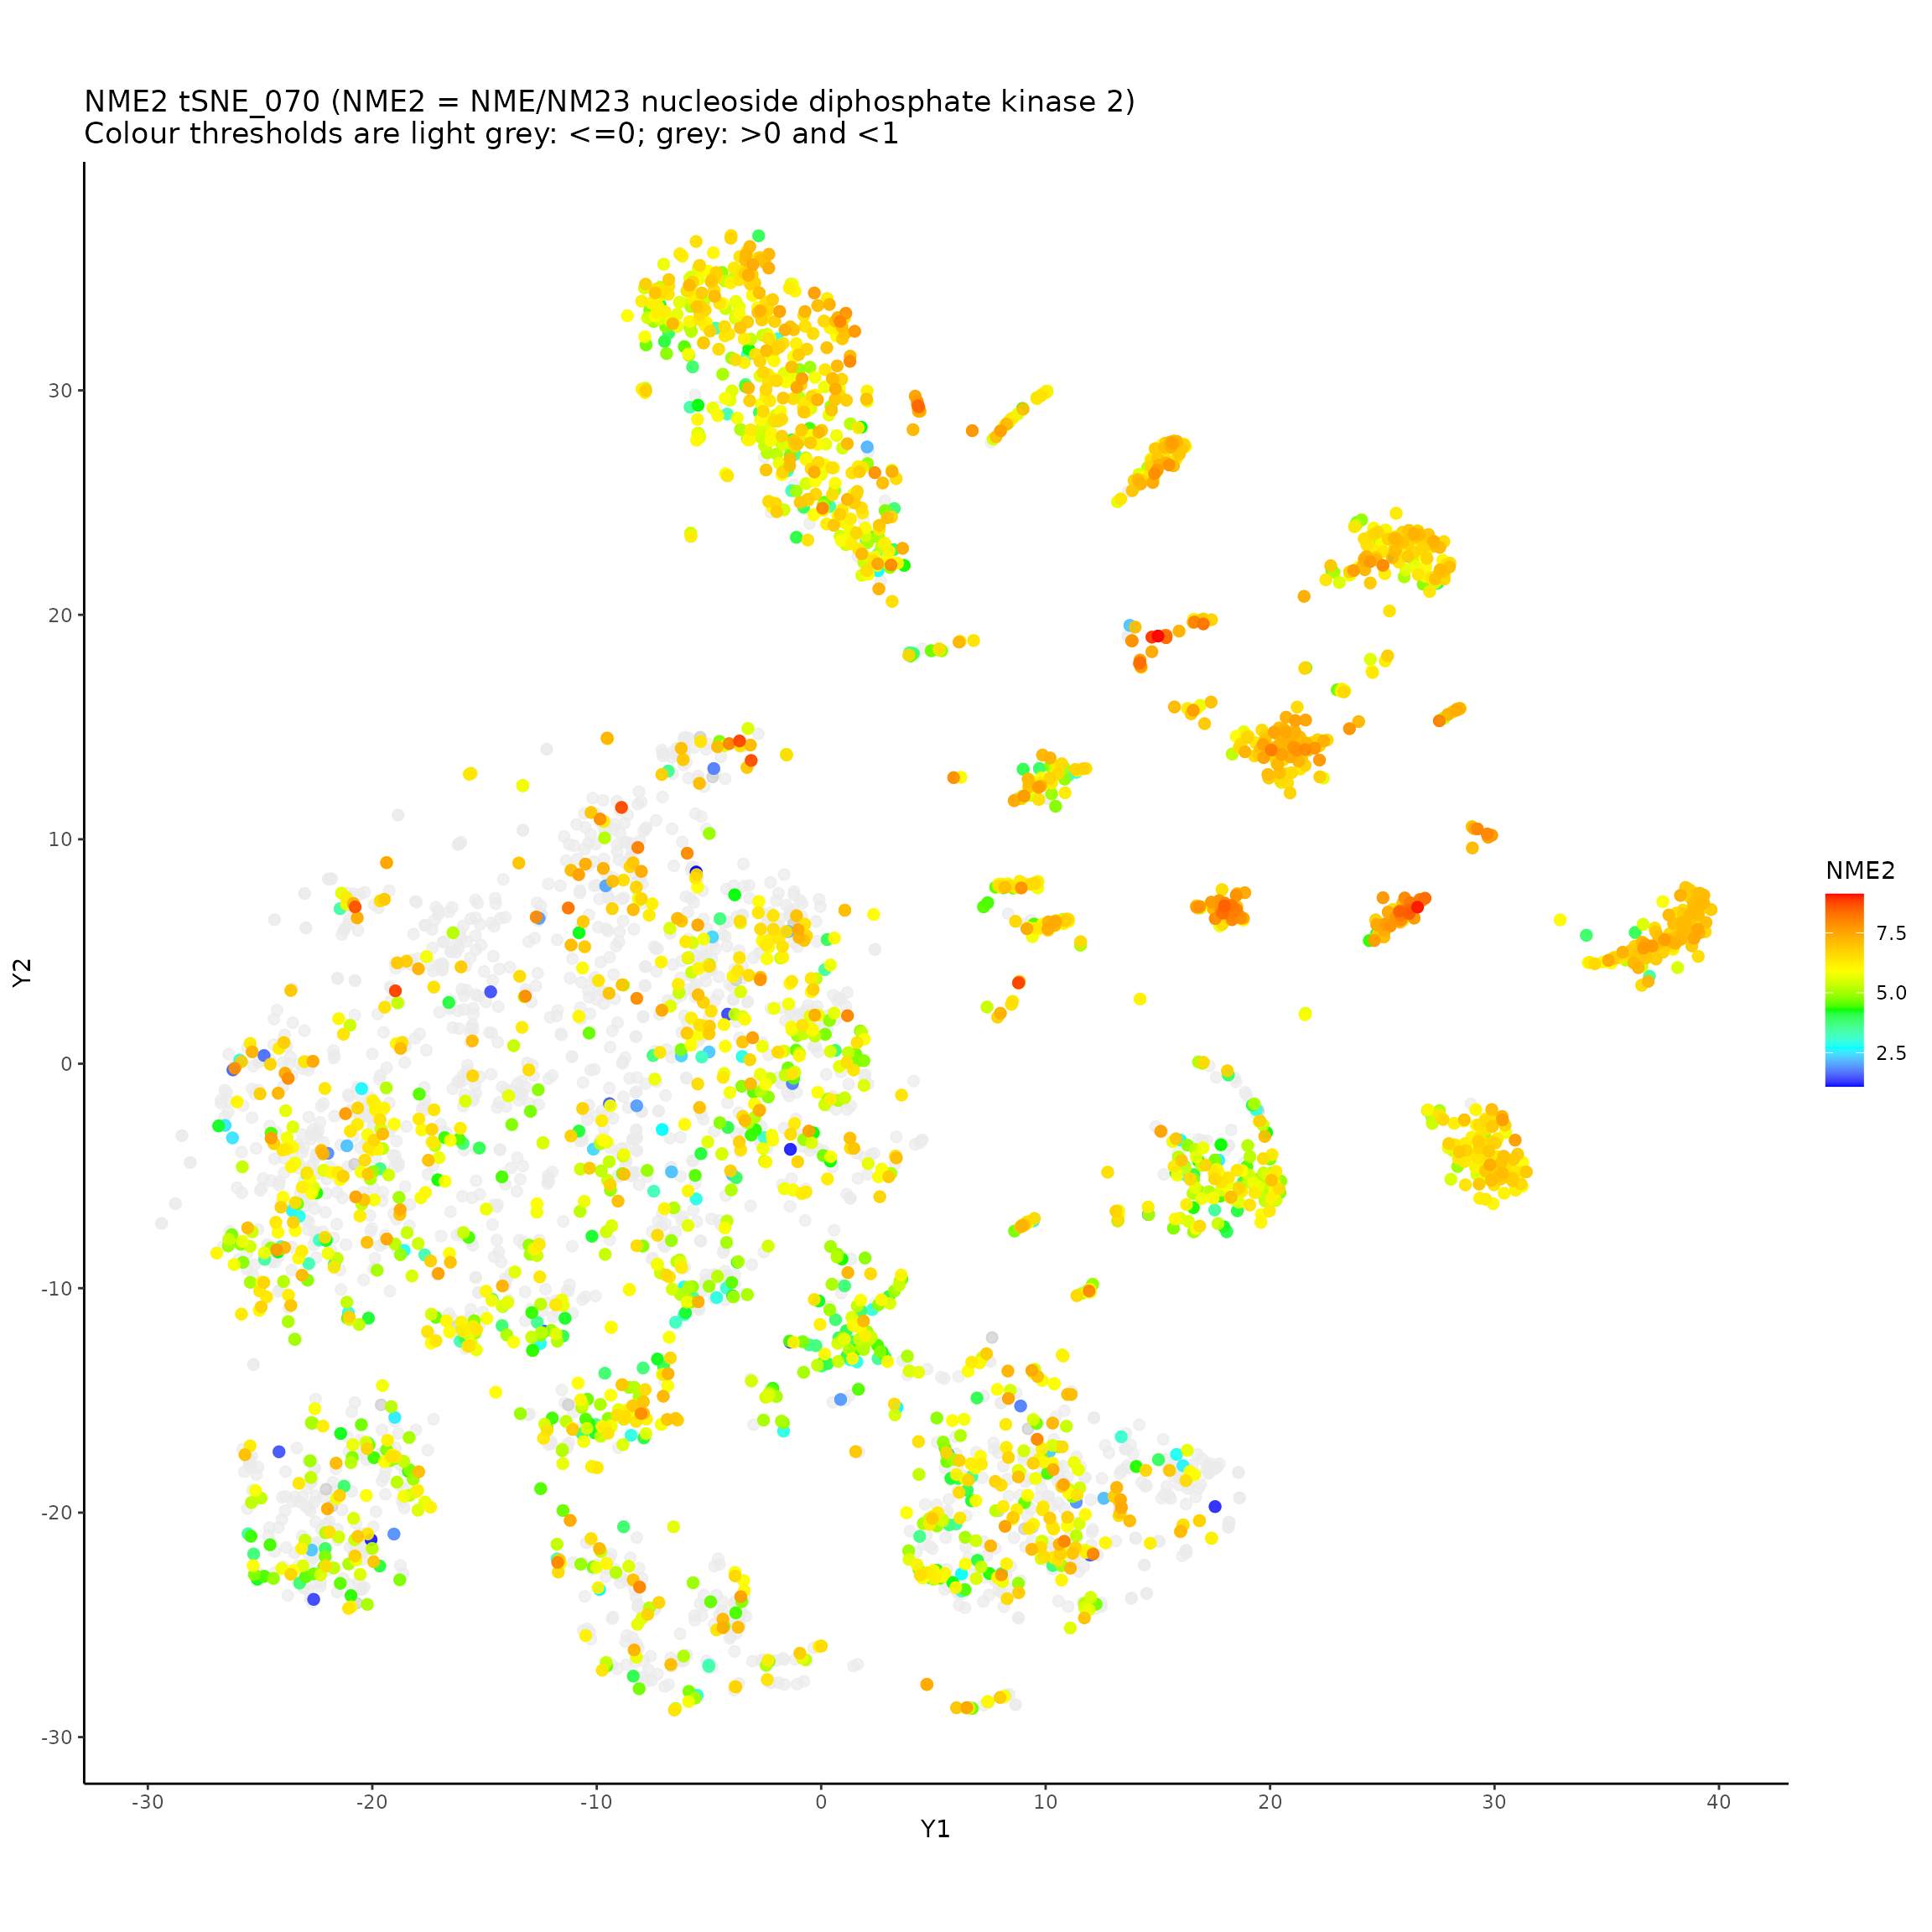 NME2 tSNE_070 (NME2 = NME/NM23 nucleoside diphosphate kinase 2)
Colour thresholds are light grey: <=0; grey: >0 and <1
30
20
10
0
-10
-20
-30
Y2
-30 -20 -10 0 10 20 30 40
Y1
NME2
7.5
5.0
2.5